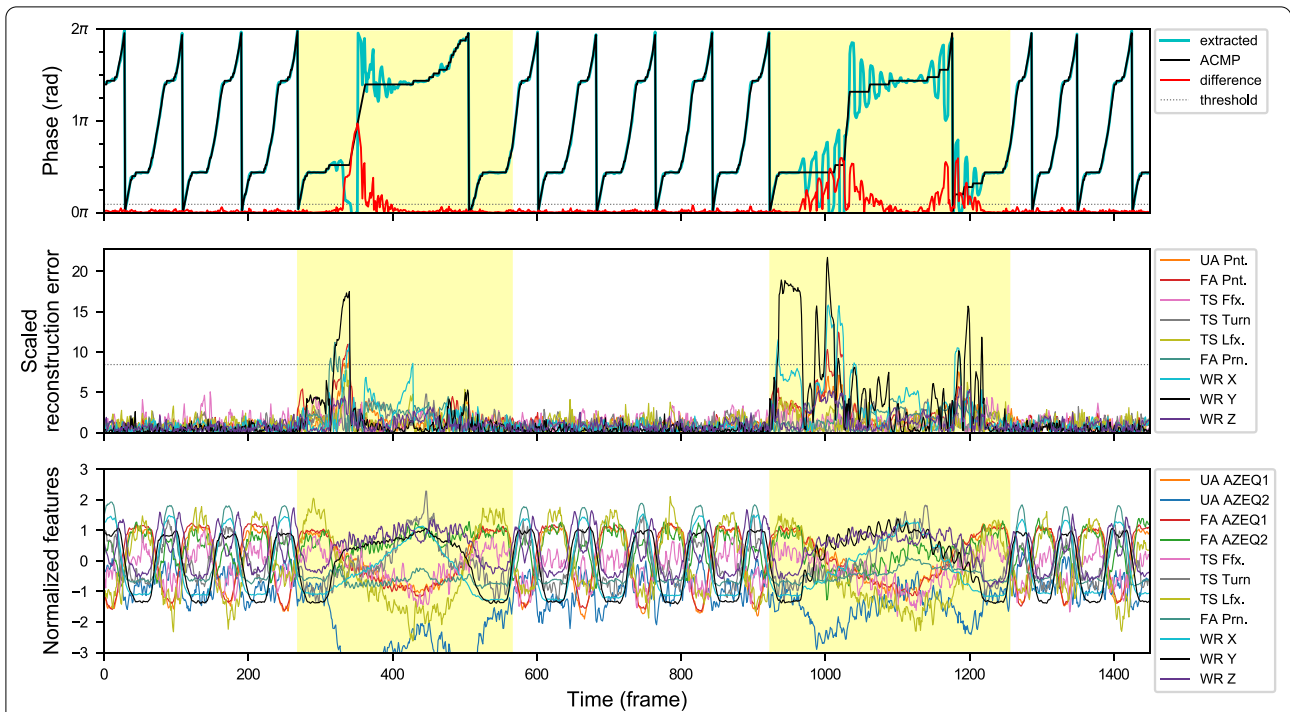 2π
1π
0π
Phase (rad)
extracted
ACMP
difference
threshold
20
15
10
5
0
Scaled
reconstruction error
UA Pnt.
FA Pnt.
TS Ffx.
TS Turn
TS Lfx.
FA Prn.
WR X
WR Y
WR Z
3
2
1
0
−1
−2
−3
Normalized features
UA AZEQ1
UA AZEQ2
FA AZEQ1
FA AZEQ2
TS Ffx.
TS Turn
TS Lfx.
FA Prn.
WR X
WR Y
WR Z
0 200 400 600 800 1000 1200 1400
Time (frame)